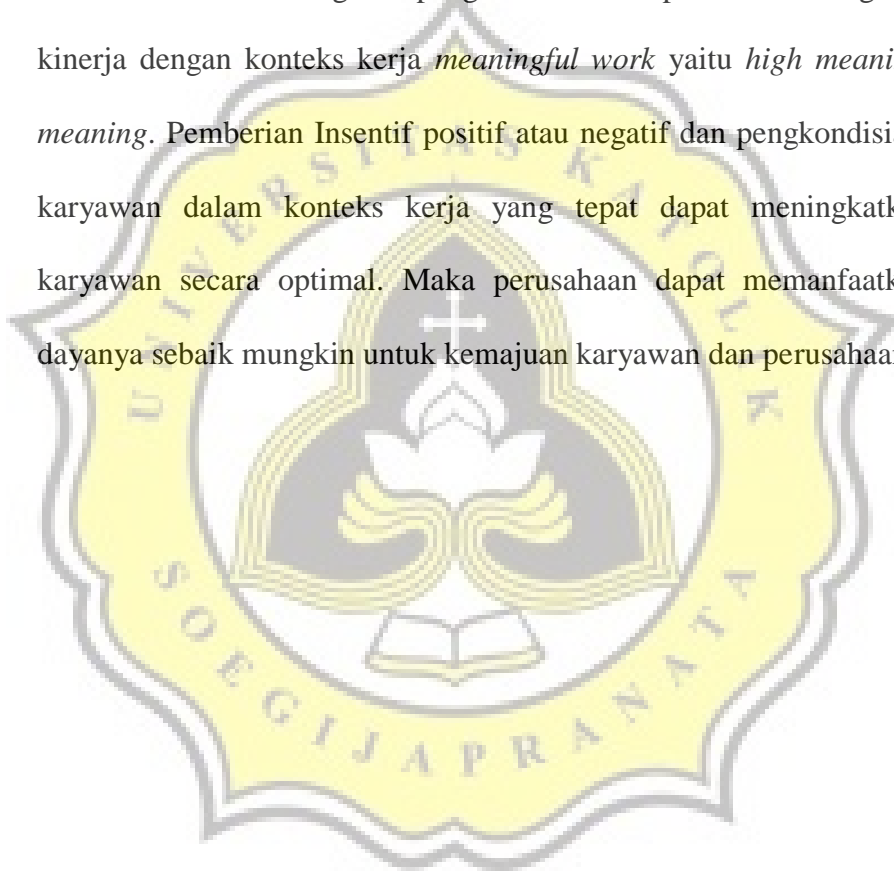 kinerja dengan konteks kerja meaningful work yaitu high meani
meaning. Pemberian Insentif positif atau negatif dan pengkondisi
karyawan dalam konteks kerja yang tepat dapat meningkatk
karyawan secara optimal. Maka perusahaan dapat memanfaatk
dayanya sebaik mungkin untuk kemajuan karyawan dan perusahaa
UNIVERSITAS KATOLIK
SOEGIJAPRANATA